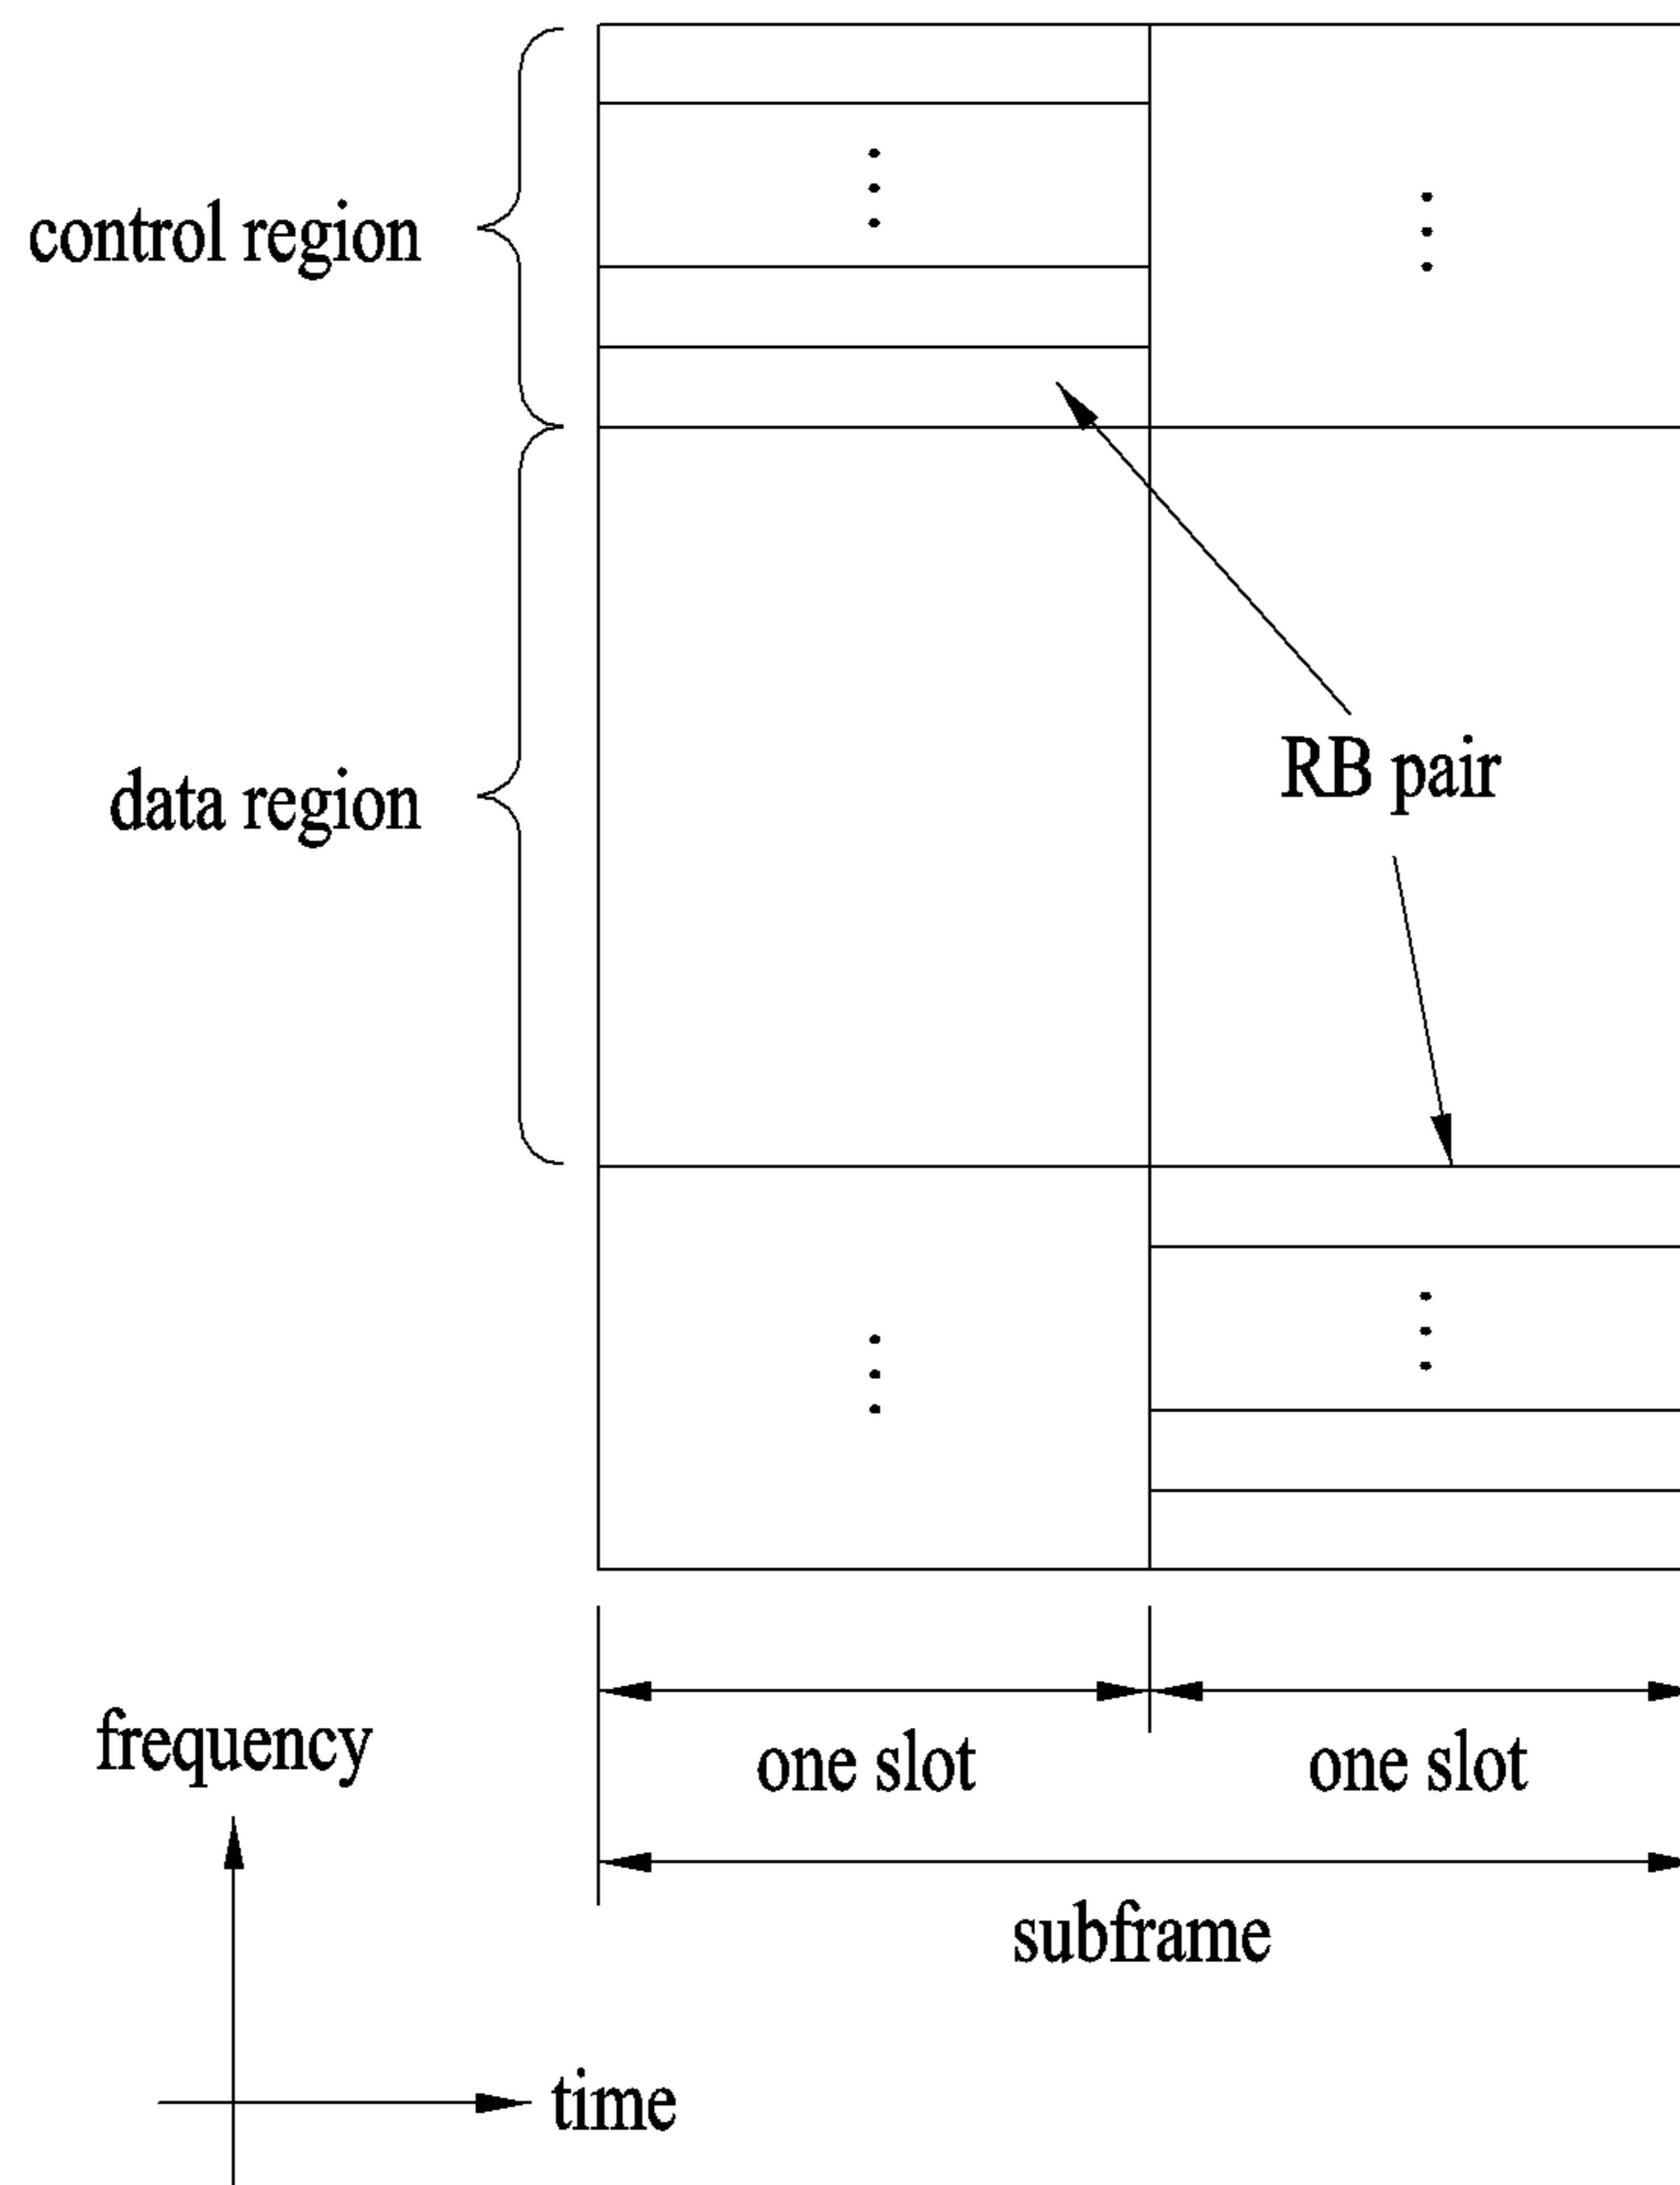 control region
RB pair
data region
frequency
one slot
one slot
subframe
time